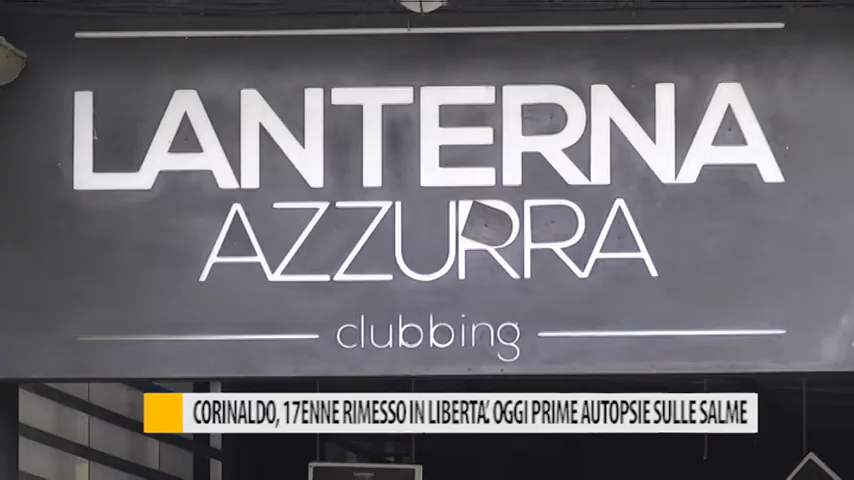 LANTERNA
AZZURRA
clubbing
CORINALDO, 17ENNE RIMESSO IN LIBERTA'. OGGI PRIME AUTOPSIE SULLE SALME